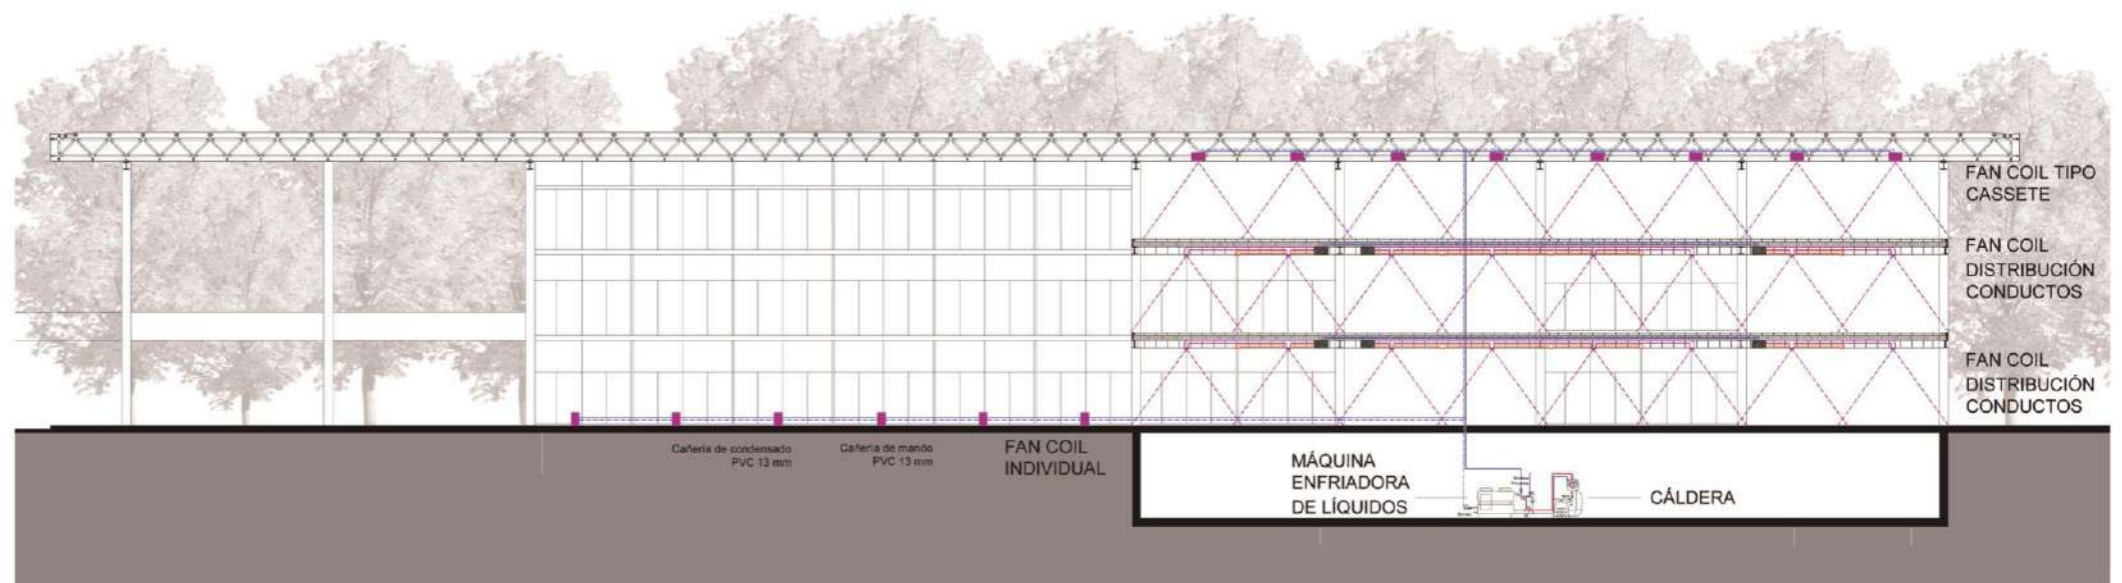 FAN COIL TIPO
CASSETE
FAN COIL
DISTRIBUCIÓN
CONDUCTOS
FAN COIL
DISTRIBUCIÓN
CONDUCTOS
Cañería de condensado
PVC 13 mm
Cañería de mando
PVC 13 mm
FAN COIL
INDIVIDUAL
MÁQUINA
ENFRIADORA
DE LÍQUIDOS
CÁLDERA